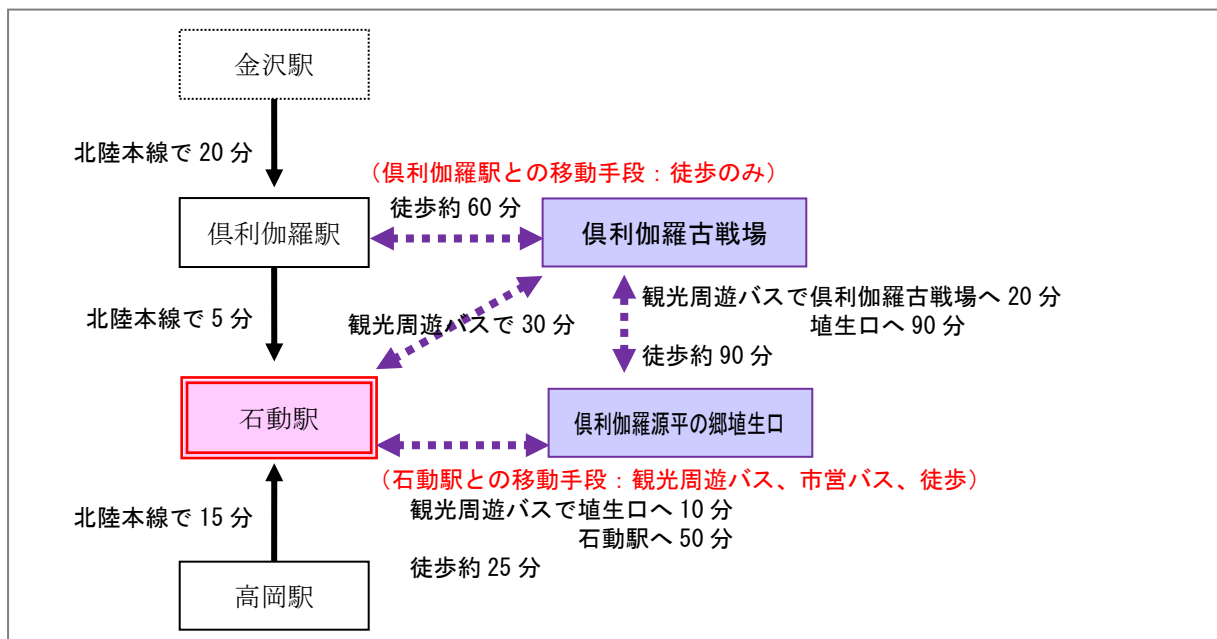 金沢駅
北陸本線で 20 分
（倶利伽羅駅との移動手段：徒歩のみ）
徒歩約 60 分
倶利伽羅駅
倶利伽羅古戦場
観光周遊バスで倶利伽羅古戦場へ 20 分
埴生口へ 90 分
北陸本線で 5 分
観光周遊バスで 30 分
徒歩約 90 分
石動駅
倶利伽羅源平の郷埴生口
（石動駅との移動手段：観光周遊バス、市営バス、徒歩）
観光周遊バスで埴生口へ 10 分
石動駅へ 50 分
北陸本線で 15 分
徒歩約 25 分
高岡駅